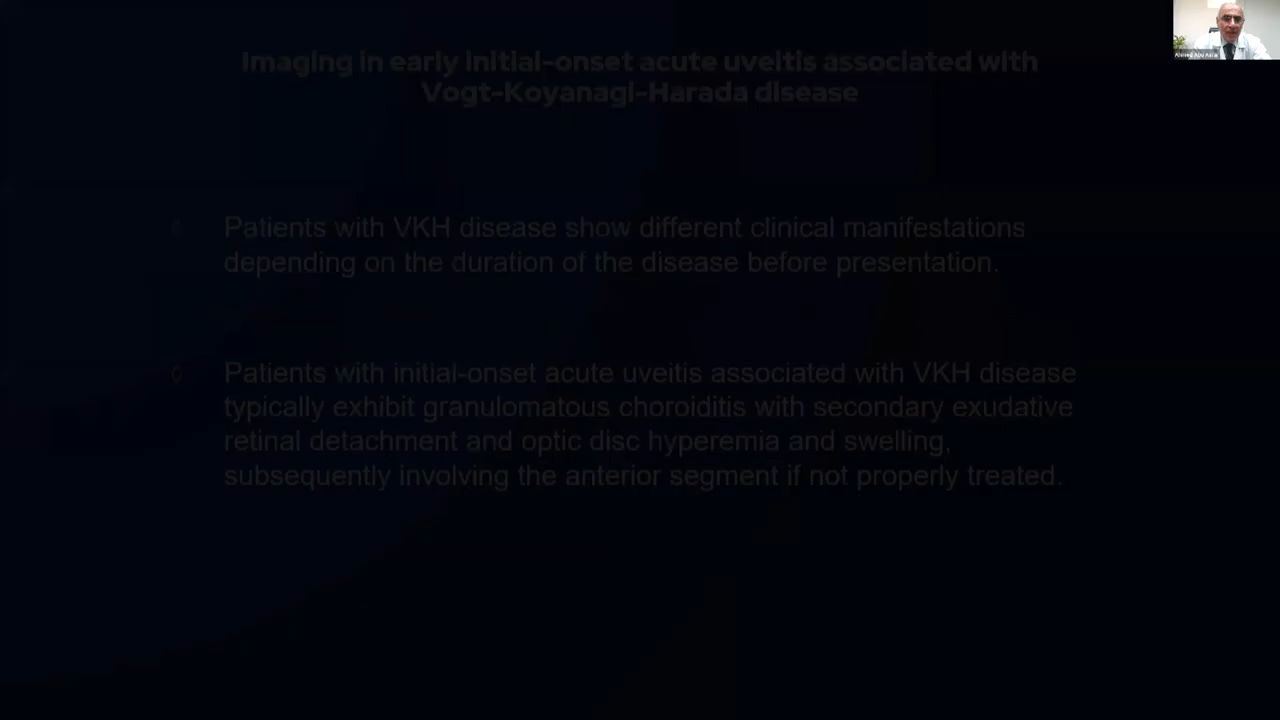 Imaging in early initial-onset acute uveitis associated with
Vogt-Koyanagi-Harada disease
Patients with VKH disease show different clinical manifestations
depending on the duration of the disease before presentation.
Patients with initial-onset acute uveitis associated with VKH disease
typically exhibit granulomatous choroiditis with secondary exudative
retinal detachment and optic disc hyperemia and swelling,
subsequently involving the anterior segment if not properly treated.